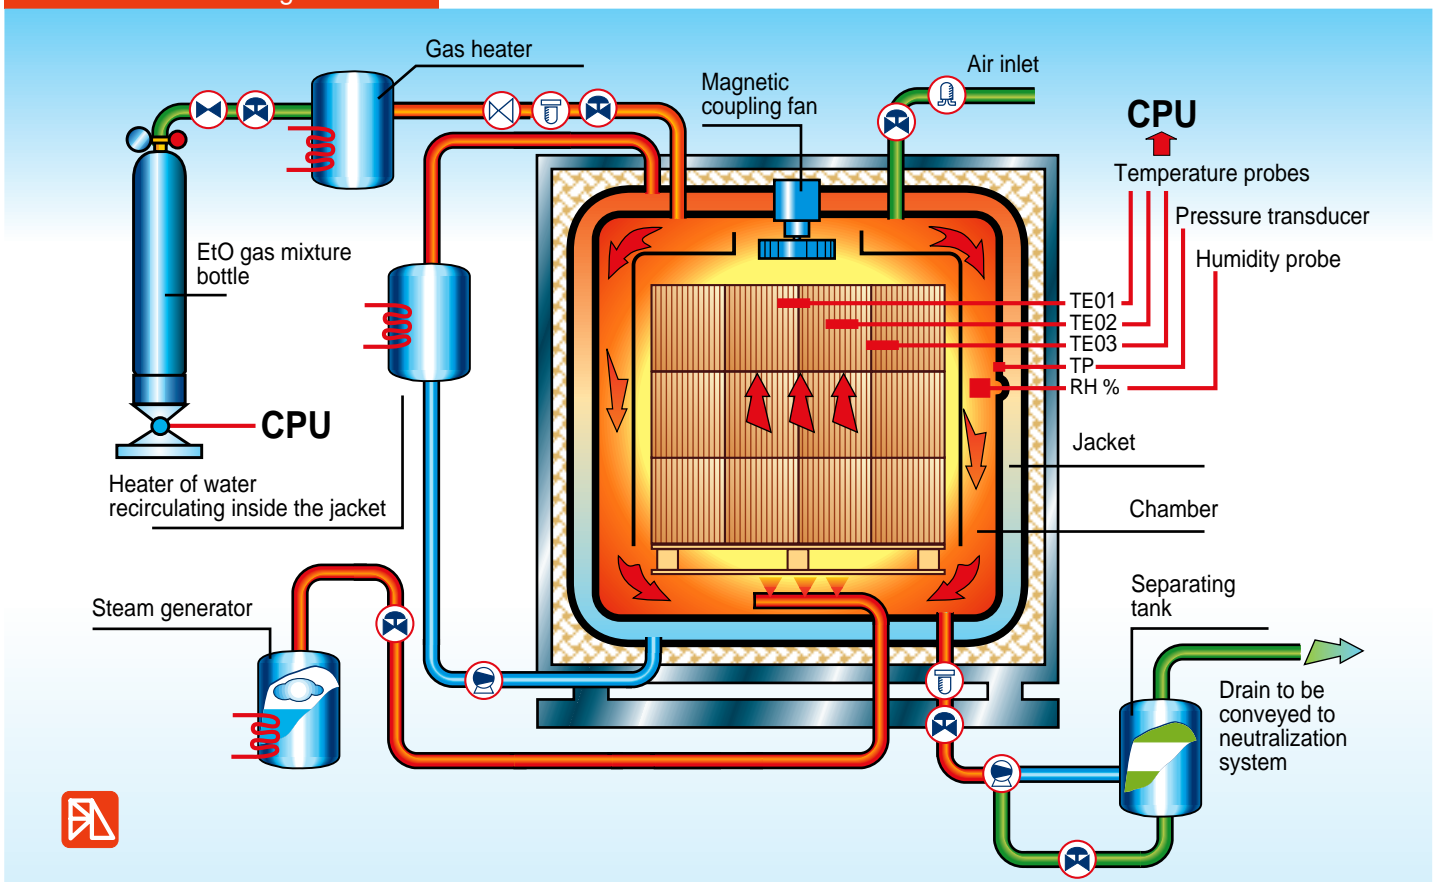 Gas heater
Magnetic
coupling fan
Air inlet
CPU
Temperature probes
Pressure transducer
Humidity probe
EtO gas mixture
bottle
TE01
TE02
TE03
TP
RH %
CPU
Jacket
Heater of water
recirculating inside the jacket
Chamber
Steam generator
Separating
tank
Drain to be
conveyed to
neutralization
system